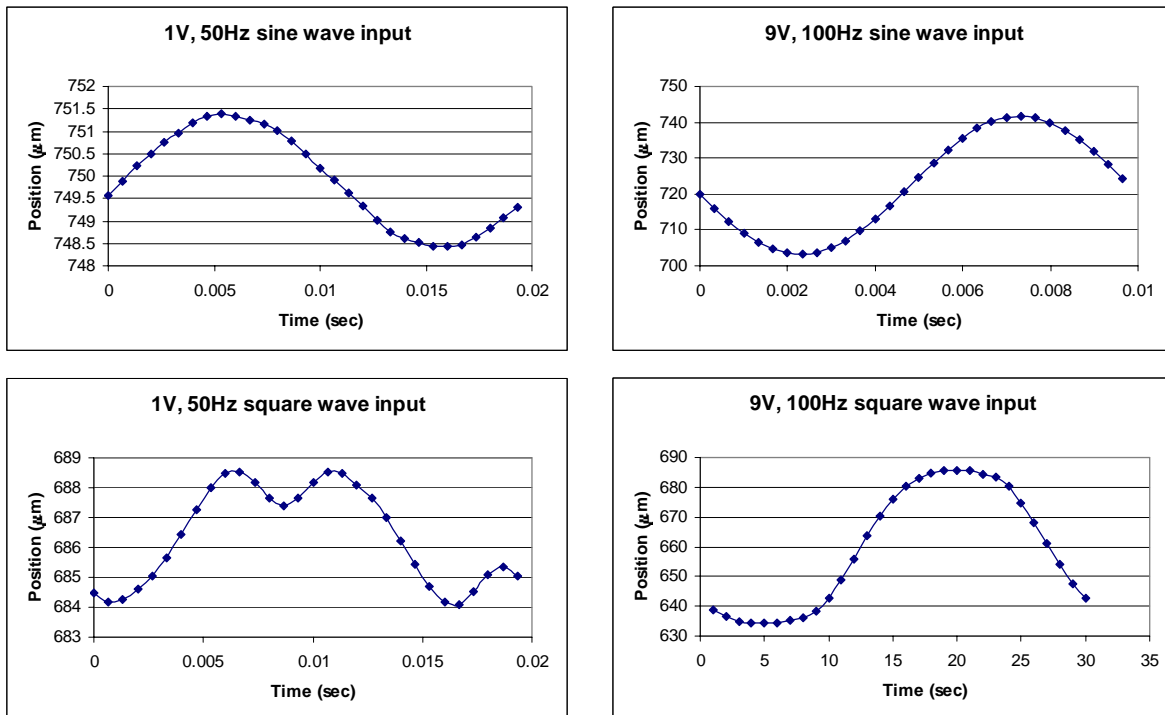 1V, 50Hz sine wave input
752
751.5
751
750.5
750
749.5
749
748.5
748
Position (µm)
0 0.005 0.01 0.015 0.02
Time (sec)
9V, 100Hz sine wave input
750
740
730
720
710
700
Position (µm)
0 0.002 0.004 0.006 0.008 0.01
Time (sec)
1V, 50Hz square wave input
689
688
687
686
685
684
683
Position (µm)
0 0.005 0.01 0.015 0.02
Time (sec)
9V, 100Hz square wave input
690
680
670
660
650
640
630
Position (µm)
0 5 10 15 20 25 30 35
Time (sec)